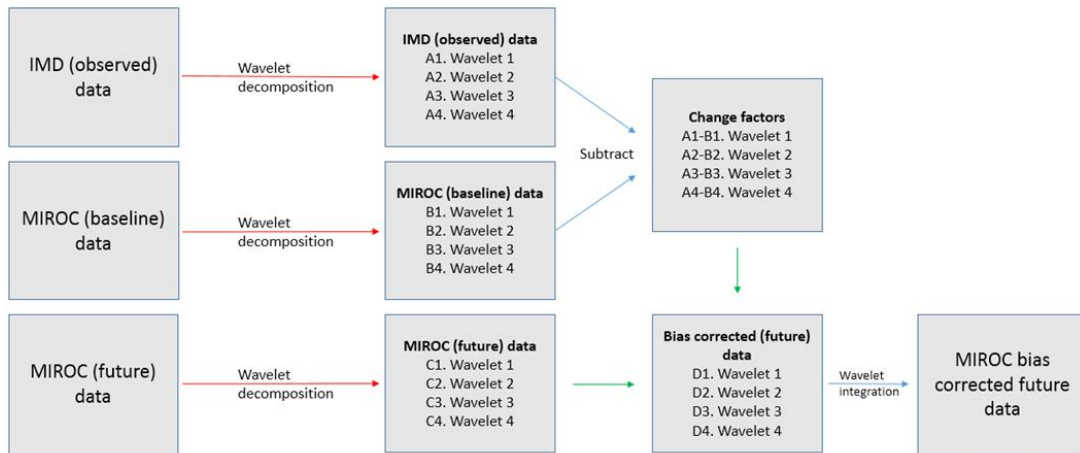 IMD (observed)
data
Wavelet
decomposition
IMD (observed) data
A1. Wavelet 1
A2. Wavelet 2
A3. Wavelet 3
A4. Wavelet 4
Subtract
Change factors
A1-B1. Wavelet 1
A2-B2. Wavelet 2
A3-B3. Wavelet 3
A4-B4. Wavelet 4
MIROC (baseline)
data
Wavelet
decomposition
MIROC (baseline) data
B1. Wavelet 1
B2. Wavelet 2
B3. Wavelet 3
B4. Wavelet 4
MIROC (future)
data
Wavelet
decomposition
MIROC (future) data
C1. Wavelet 1
C2. Wavelet 2
C3. Wavelet 3
C4. Wavelet 4
Bias corrected (future)
data
D1. Wavelet 1
D2. Wavelet 2
D3. Wavelet 3
D4. Wavelet 4
Wavelet
integration
MIROC bias
corrected future
data